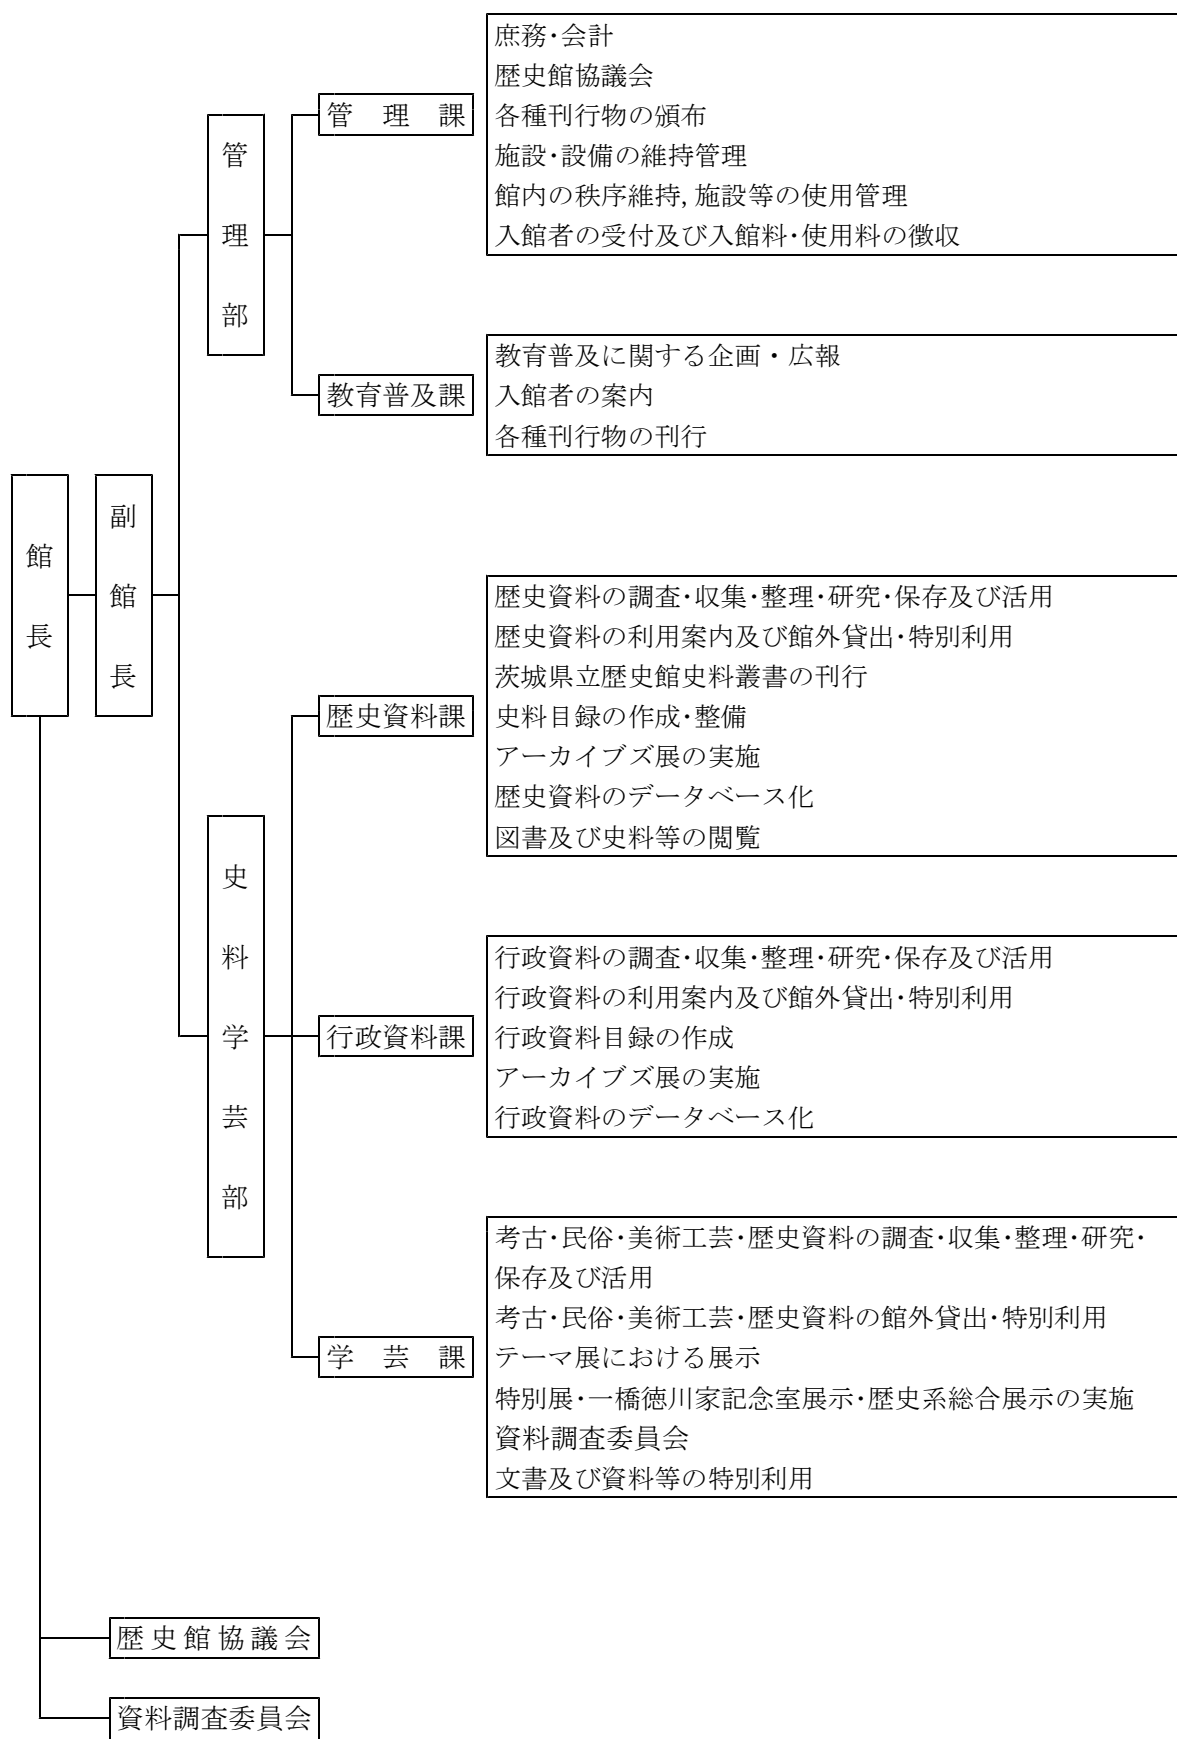 館長
副館長
管理部
管理課
庶務･会計
歴史館協議会
各種刊行物の頒布
施設･設備の維持管理
館内の秩序維持,施設等の使用管理
入館者の受付及び入館料･使用料の徴収
教育普及課
教育普及に関する企画・広報
入館者の案内
各種刊行物の刊行
史料学芸部
歴史資料課
歴史資料の調査･収集･整理･研究･保存及び活用
歴史資料の利用案内及び館外貸出･特別利用
茨城県立歴史館史料叢書の刊行
史料目録の作成･整備
アーカイブズ展の実施
歴史資料のデータベース化
図書及び史料等の閲覧
行政資料課
行政資料の調査･収集･整理･研究･保存及び活用
行政資料の利用案内及び館外貸出･特別利用
行政資料目録の作成
アーカイブズ展の実施
行政資料のデータベース化
学芸課
考古･民俗･美術工芸･歴史資料の調査･収集･整理･研究･
保存及び活用
考古･民俗･美術工芸･歴史資料の館外貸出･特別利用
テーマ展における展示
特別展･一橋徳川家記念室展示･歴史系総合展示の実施
資料調査委員会
文書及び資料等の特別利用
歴史館協議会
資料調査委員会